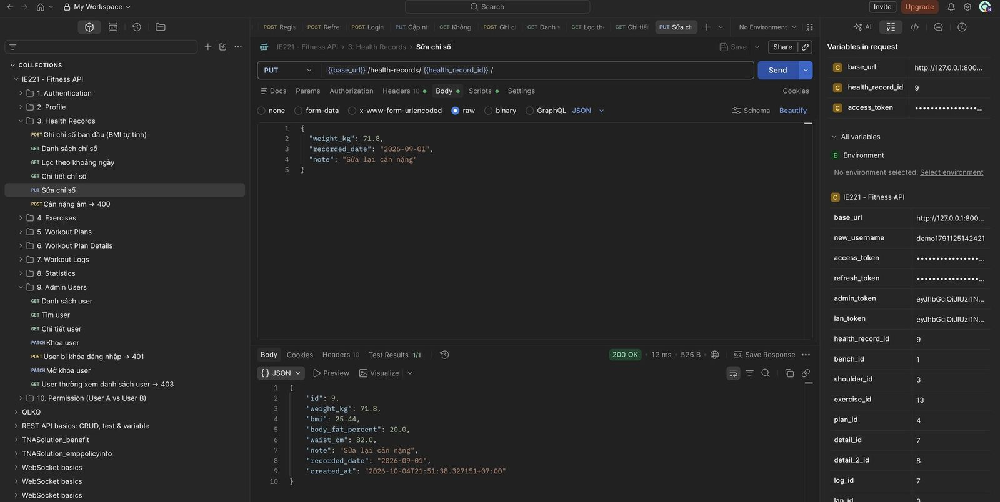 My Workspace
Search
Invite
Upgrade
POST Regis
POST Refre
POST Login
PUT Cập nh
GET Không
POST Ghi c
GET Danh s
GET Lọc th
GET Chi tiế
PUT Sửa ch
No Environment
AI
COLLECTIONS
IE221 - Fitness API
1. Authentication
2. Profile
3. Health Records
POST Ghi chỉ số ban đầu (BMI tự tính)
GET Danh sách chỉ số
GET Lọc theo khoảng ngày
GET Chi tiết chỉ số
PUT Sửa chỉ số
POST Cân nặng âm → 400
4. Exercises
5. Workout Plans
6. Workout Plan Details
7. Workout Logs
8. Statistics
9. Admin Users
GET Danh sách user
GET Tìm user
GET Chi tiết user
PATCH Khóa user
POST User bị khóa đăng nhập → 401
PATCH Mở khóa user
GET User thường xem danh sách user → 403
10. Permission (User A vs User B)
QLKQ
REST API basics: CRUD, test & variable
TNASolution_benefit
TNASolution_emppolicyinfo
WebSocket basics
WebSocket basics
WebSocket basics
HTTP IE221 - Fitness API > 3. Health Records > Sửa chỉ số
Save
Share
PUT {{base_url}} /health-records/ {{health_record_id}} /
Send
Docs Params Authorization Headers 10 Body Scripts Settings
Cookies
none form-data x-www-form-urlencoded raw binary GraphQL JSON
Schema Beautify
1 {
2 "weight_kg": 71.8,
3 "recorded_date": "2026-09-01",
4 "note": "Sửa lại cân nặng"
5 }
Body Cookies Headers 10 Test Results 1/1
200 OK • 12 ms • 526 B • e.g. Save Response
{} JSON Preview Visualize
1 {
2 "id": 9,
3 "weight_kg": 71.8,
4 "bmi": 25.44,
5 "body_fat_percent": 20.0,
6 "waist_cm": 82.0,
7 "note": "Sửa lại cân nặng",
8 "recorded_date": "2026-09-01",
9 "created_at": "2026-10-04T21:51:38.327151+07:00"
10 }
Variables in request
C base_url http://127.0.0.1:800...
C health_record_id 9
C access_token ••••••••••••••••...
All variables
E Environment
No environment selected. Select environment
C IE221 - Fitness API
base_url http://127.0.0.1:800...
new_username demo1791125142421
access_token ••••••••••••••••...
refresh_token ••••••••••••••••...
admin_token eyJhbGciOiJIUzI1N...
lan_token eyJhbGciOiJIUzI1N...
health_record_id 9
bench_id 1
shoulder_id 3
exercise_id 13
plan_id 4
detail_id 7
detail_2_id 8
log_id 7
lan_id 3